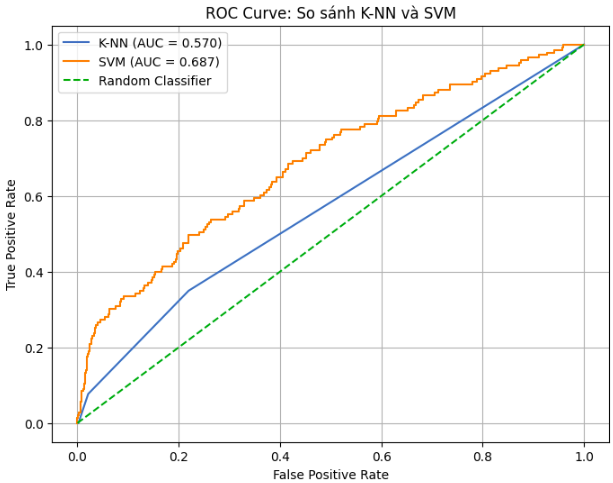 ROC Curve: So sánh K-NN và SVM
K-NN (AUC = 0.570)
SVM (AUC = 0.687)
Random Classifier
True Positive Rate
1.0
0.8
0.6
0.4
0.2
0.0
0.0 0.2 0.4 0.6 0.8 1.0
False Positive Rate